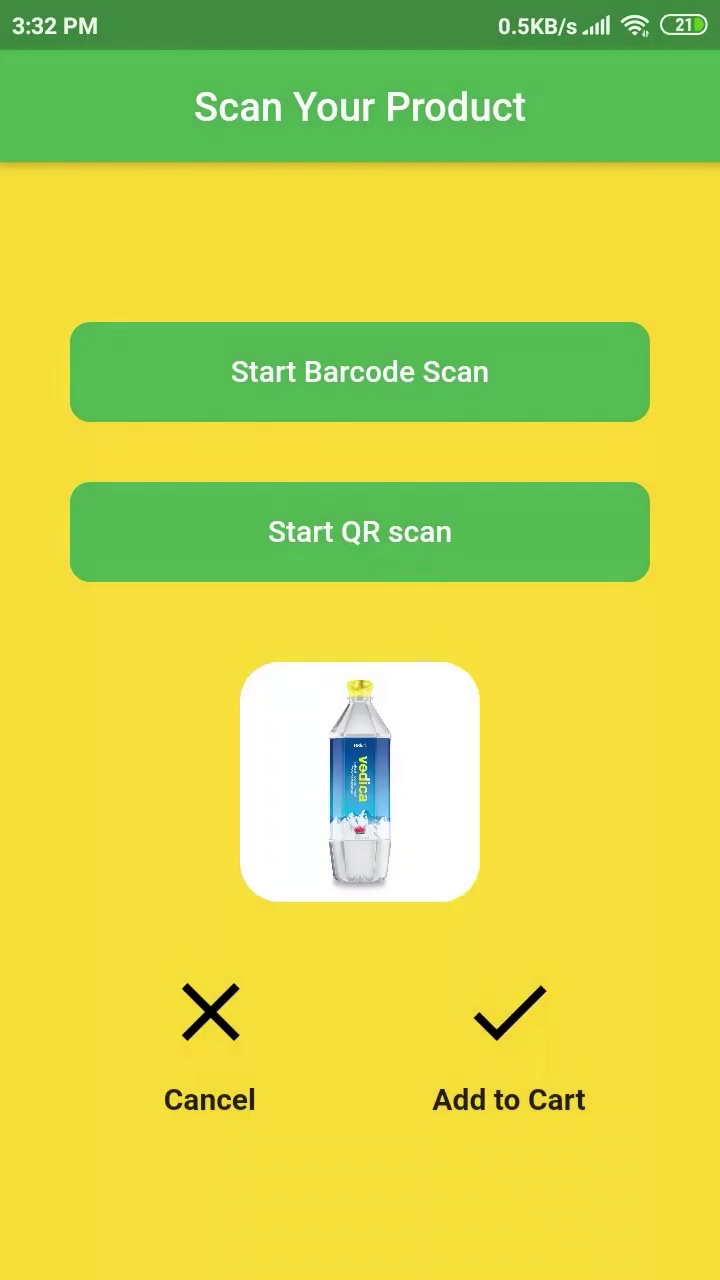 3:32 PM
0.5KB/s
21
Scan Your Product
Start Barcode Scan
Start QR scan
vedica
Cancel
Add to Cart